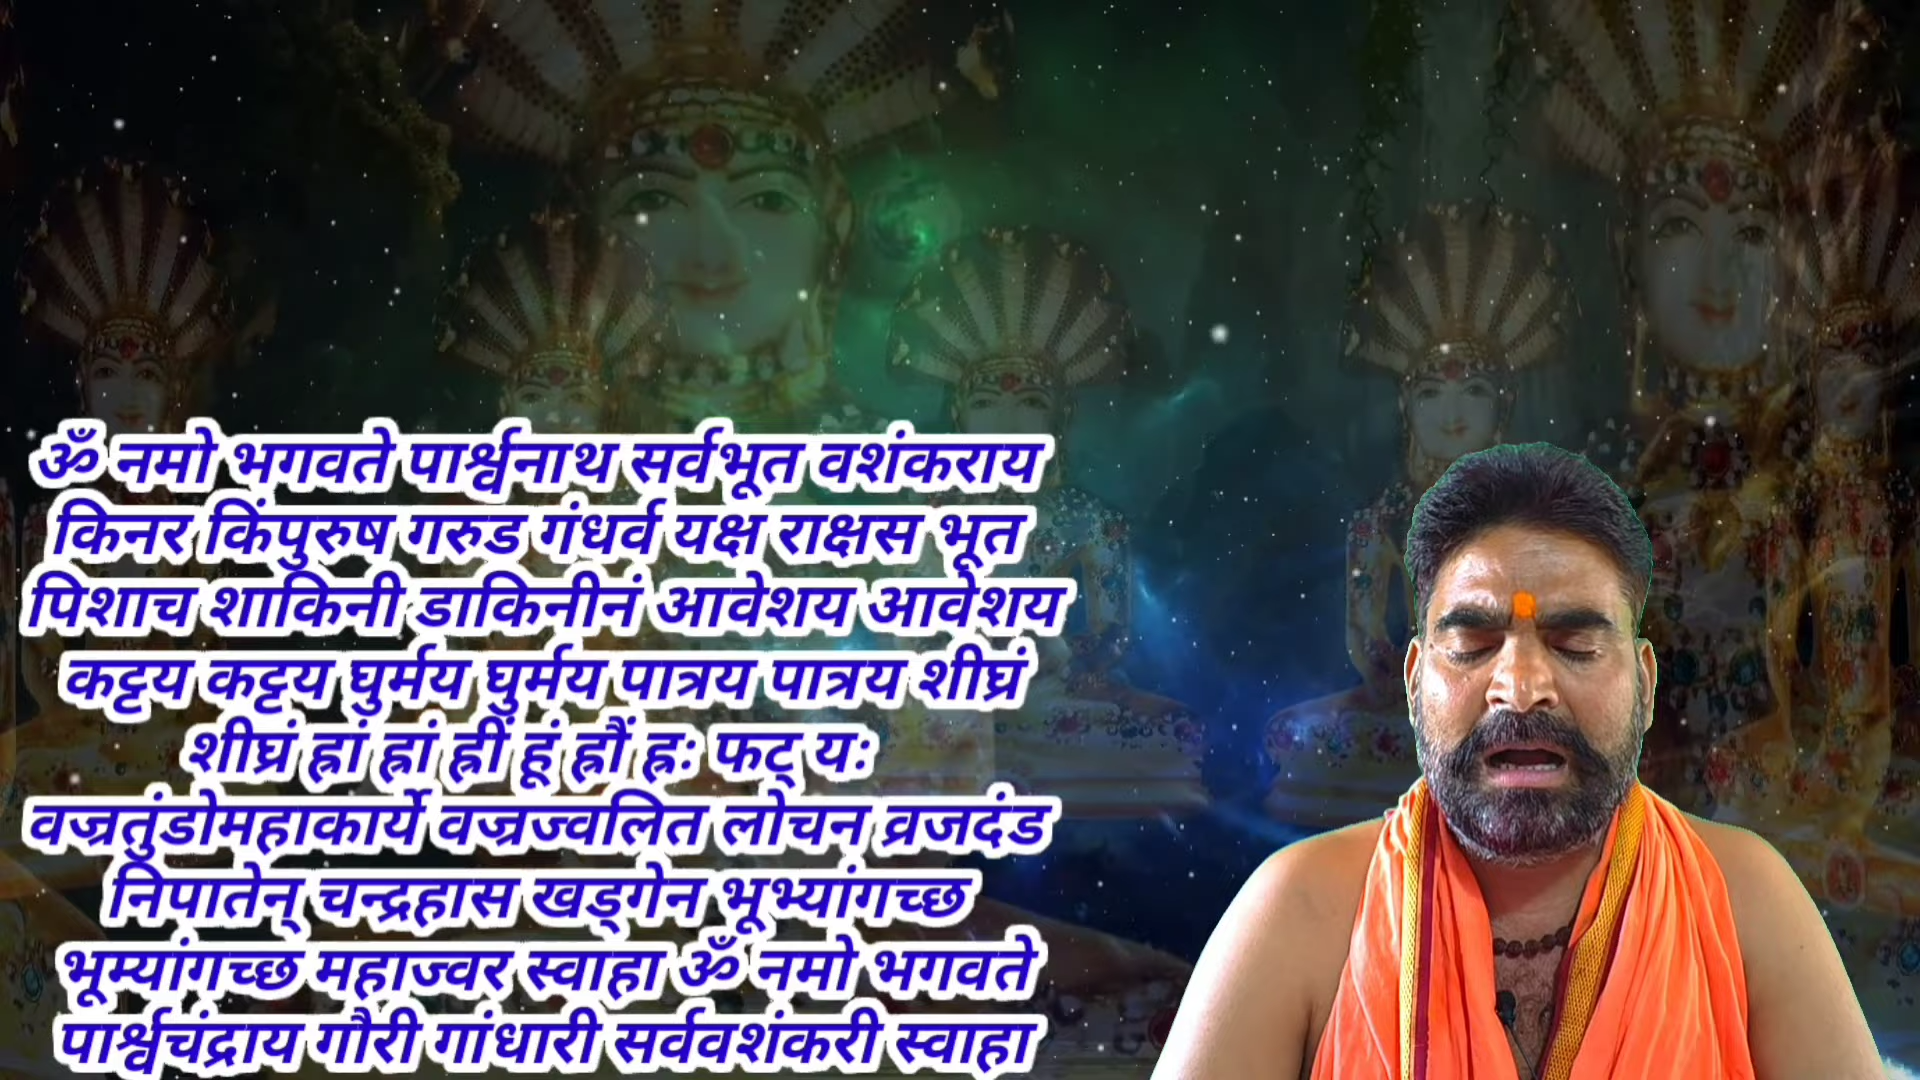 ॐ नमो भगवते पार्श्वनाथ सर्वभूत वशंकराय
किनर किंपुरुष गरुड गंधर्व यक्ष राक्षस भूत
पिशाच शाकिनी डाकिनीनं आवेशय आवेशय
कट्टय कट्टय घुर्मय घुर्मय पात्रय पात्रय शीघ्रं
शीघ्रं ह्रां ह्रां ह्रीं हूं ह्रौं ह्रः फट् यः
वज्रतुंडोमहाकार्ये वज्रज्वलित लोचन व्रजदंड
निपातेन् चन्द्रहास खड्गेन भूभ्यांगच्छ
भूम्यांगच्छ महाज्वर स्वाहा ॐ नमो भगवते
पार्श्वचंद्राय गौरी गांधारी सर्ववशंकरी स्वाहा